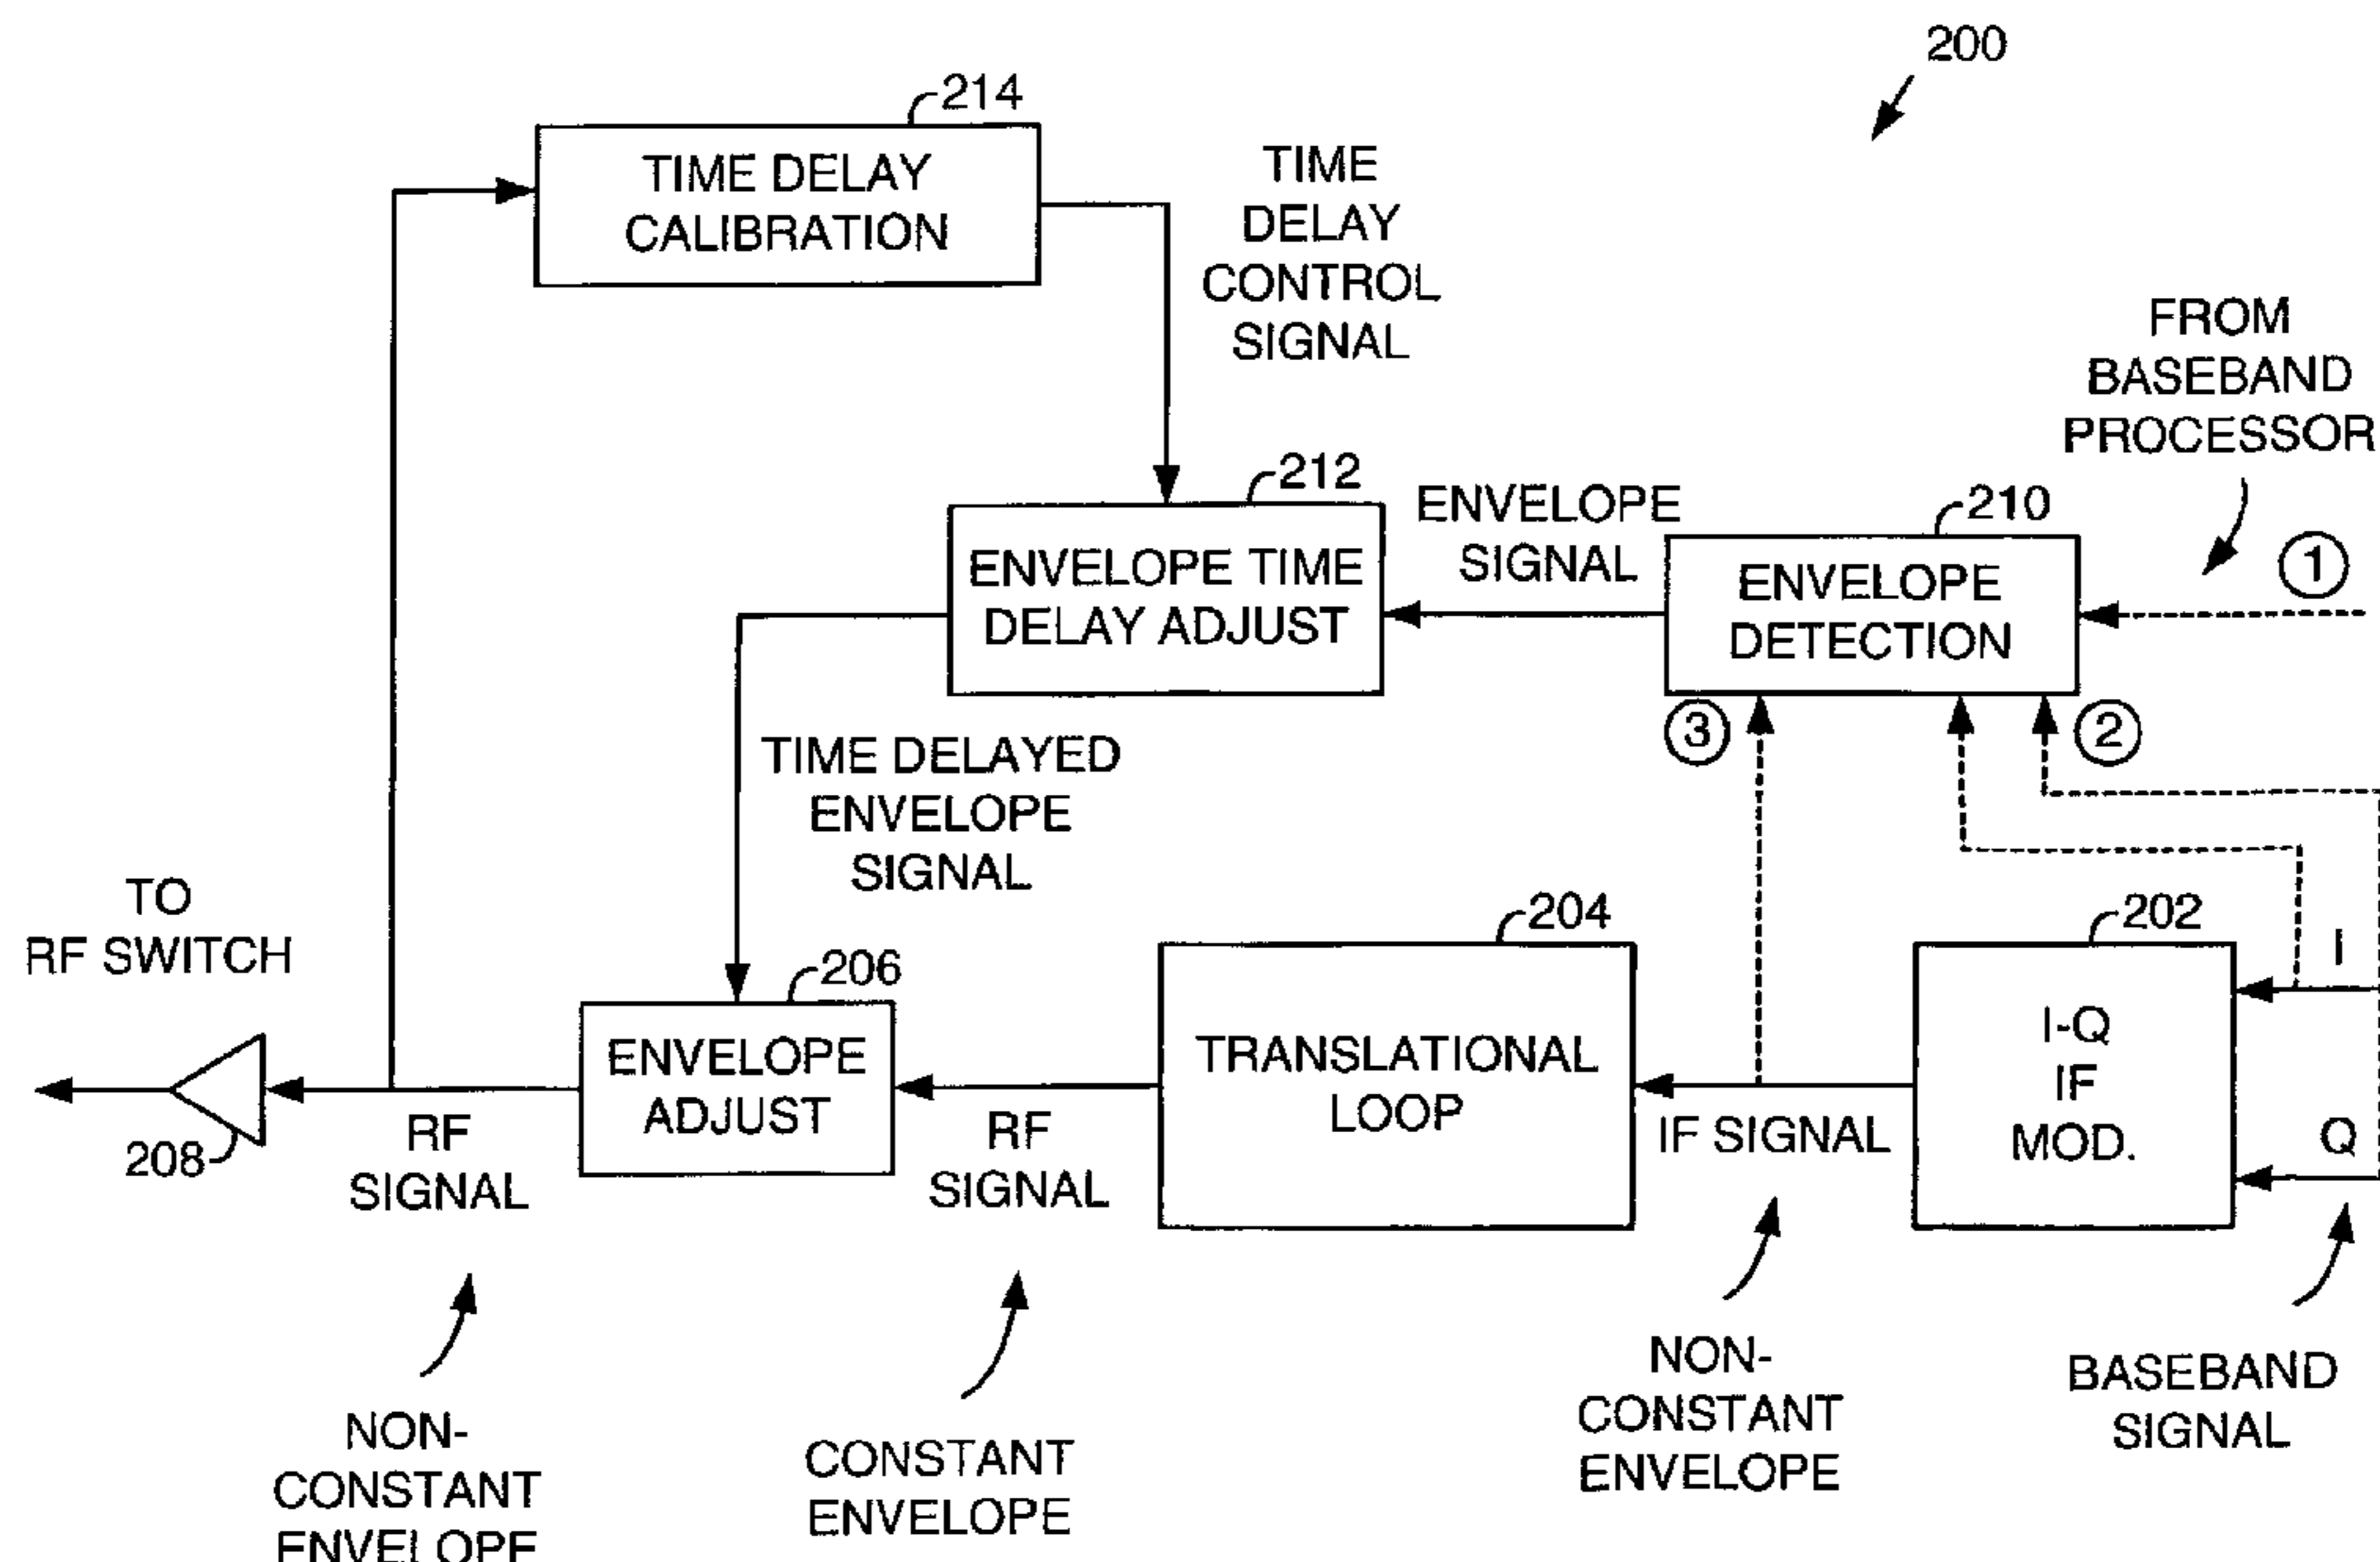 200
214
TIME DELAY
CALIBRATION
TIME
DELAY
CONTROL
SIGNAL
FROM
BASEBAND
PROCESSOR
212
ENVELOPE TIME
DELAY ADJUST
ENVELOPE
SIGNAL
210
ENVELOPE
DETECTION
1
3
2
TIME DELAYED
ENVELOPE
SIGNAL
TO
RF SWITCH
208
206
ENVELOPE
ADJUST
204
TRANSLATIONAL
LOOP
202
I-Q
IF
MOD.
I
Q
RF
SIGNAL
RF
SIGNAL
IF SIGNAL
NON-
CONSTANT
ENVELOPE
CONSTANT
ENVELOPE
NON-
CONSTANT
ENVELOPE
BASEBAND
SIGNAL